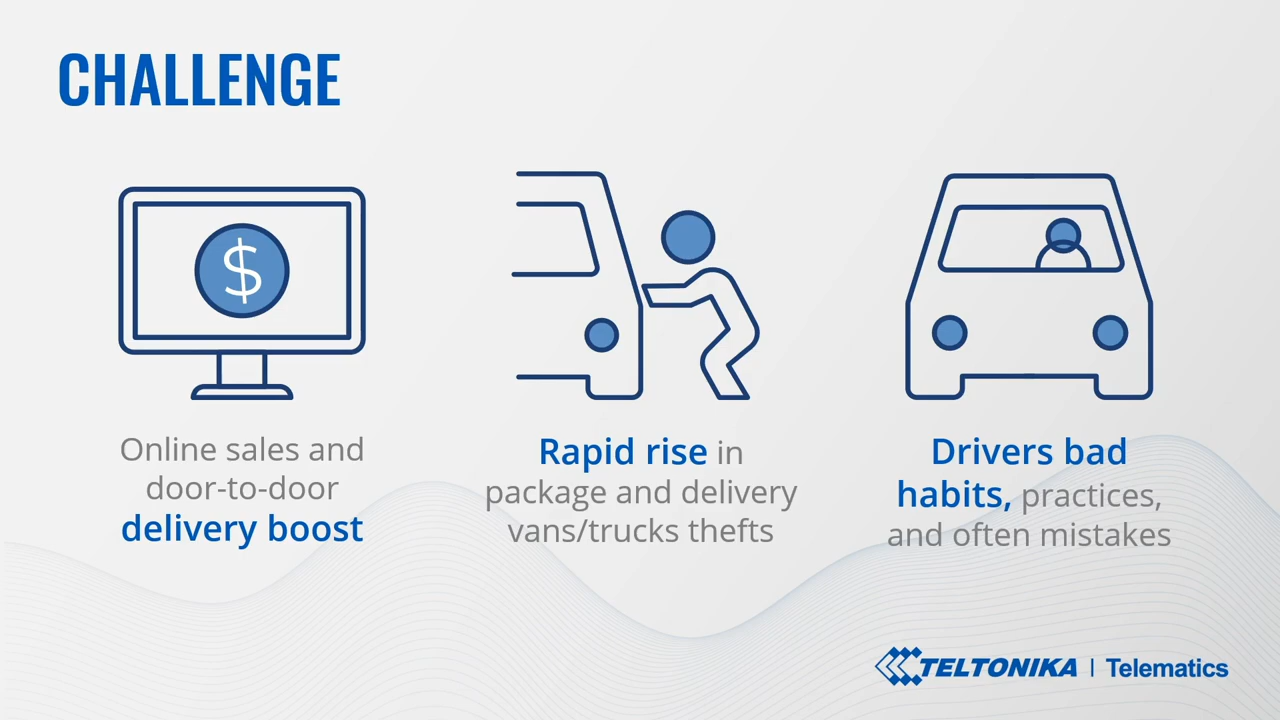 CHALLENGE
$
Online sales and
door-to-door
delivery boost
Rapid rise in
package and delivery
vans/trucks thefts
Drivers bad
habits, practices,
and often mistakes
TELTONIKA | Telematics